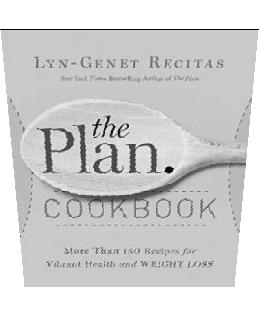 LYN-GENET RECITAS
New York Times Bestselling Author of The Plan
the
Plan.
COOKBOOK
More Than 150 Recipes for
Vibrant Health and WEIGHT LOSS